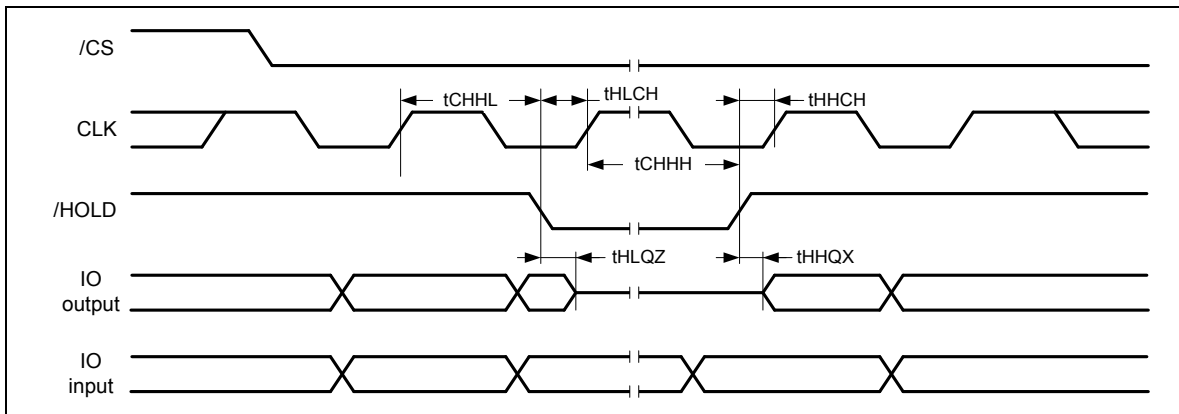 /CS
tCHHL
tHLCH
tHHCH
CLK
tCHHH
/HOLD
tHLQZ
tHHQX
IO
output
IO
input